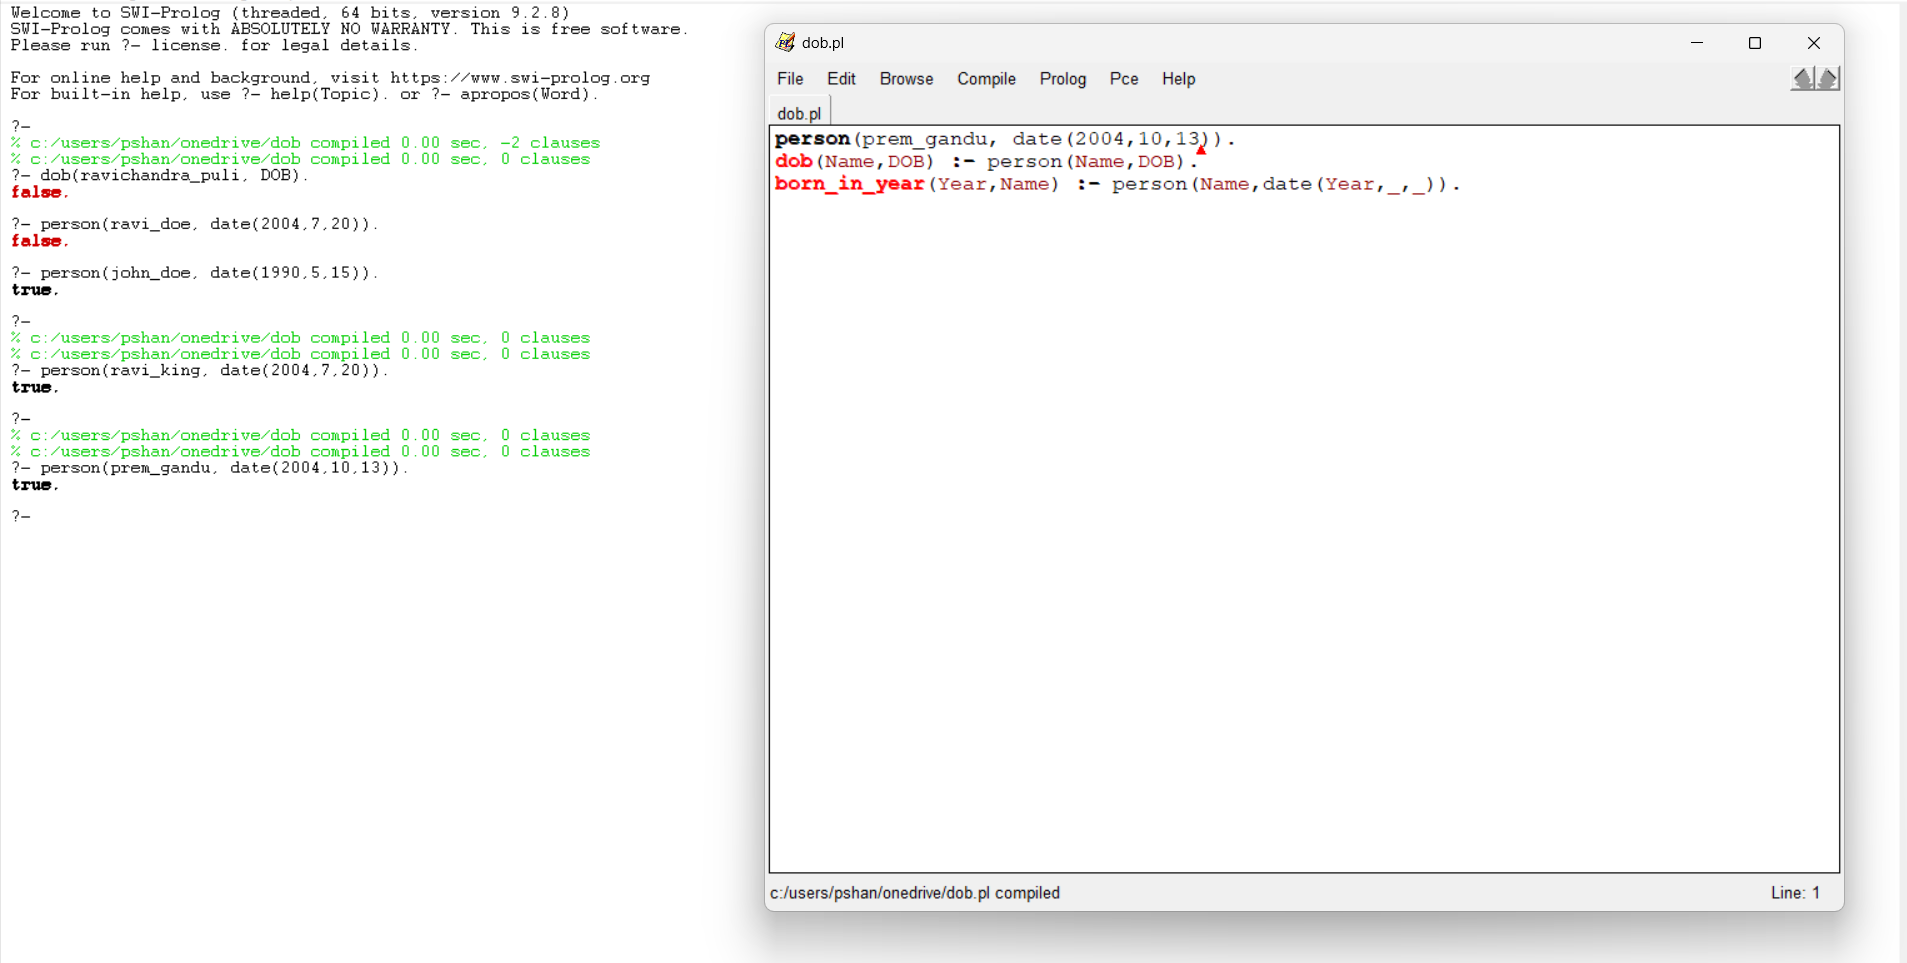 Welcome to SWI-Prolog (threaded, 64 bits, version 9.2.8)
SWI-Prolog comes with ABSOLUTELY NO WARRANTY. This is free software.
Please run ?- license. for legal details.
For online help and background, visit https://www.swi-prolog.org
For built-in help, use ?- help(Topic). or ?- apropos(Word).
?-
% c:/users/pshan/onedrive/dob compiled 0.00 sec, -2 clauses
% c:/users/pshan/onedrive/dob compiled 0.00 sec, 0 clauses
?- dob(ravichandra_puli, DOB).
false.
?- person(ravi_doe, date(2004,7,20)).
false.
?- person(john_doe, date(1990,5,15)).
true.
?-
% c:/users/pshan/onedrive/dob compiled 0.00 sec, 0 clauses
% c:/users/pshan/onedrive/dob compiled 0.00 sec, 0 clauses
?- person(ravi_king, date(2004,7,20)).
true.
?-
% c:/users/pshan/onedrive/dob compiled 0.00 sec, 0 clauses
% c:/users/pshan/onedrive/dob compiled 0.00 sec, 0 clauses
?- person(prem_gandu, date(2004,10,13)).
true.
?-
dob.pl
File Edit Browse Compile Prolog Pce Help
dob.pl
person(prem_gandu, date(2004,10,13)).
dob(Name,DOB) :- person(Name,DOB).
born_in_year(Year,Name) :- person(Name,date(Year,_,_)).
c:/users/pshan/onedrive/dob.pl compiled
Line: 1